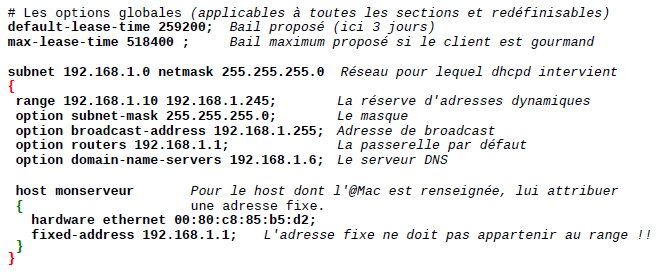 # Les options globales (applicables à toutes les sections et redéfinisables)
default-lease-time 259200; Bail proposé (ici 3 jours)
max-lease-time 518400 ; Bail maximum proposé si le client est gourmand
subnet 192.168.1.0 netmask 255.255.255.0 Réseau pour lequel dhcpd intervient
{
range 192.168.1.10 192.168.1.245; La réserve d'adresses dynamiques
option subnet-mask 255.255.255.0; Le masque
option broadcast-address 192.168.1.255; Adresse de broadcast
option routers 192.168.1.1; La passerelle par défaut
option domain-name-servers 192.168.1.6; Le serveur DNS
host monserveur Pour le host dont l'@Mac est renseignée, lui attribuer
{ une adresse fixe.
hardware ethernet 00:80:c8:85:b5:d2;
fixed-address 192.168.1.1; L'adresse fixe ne doit pas appartenir au range !!
}
}